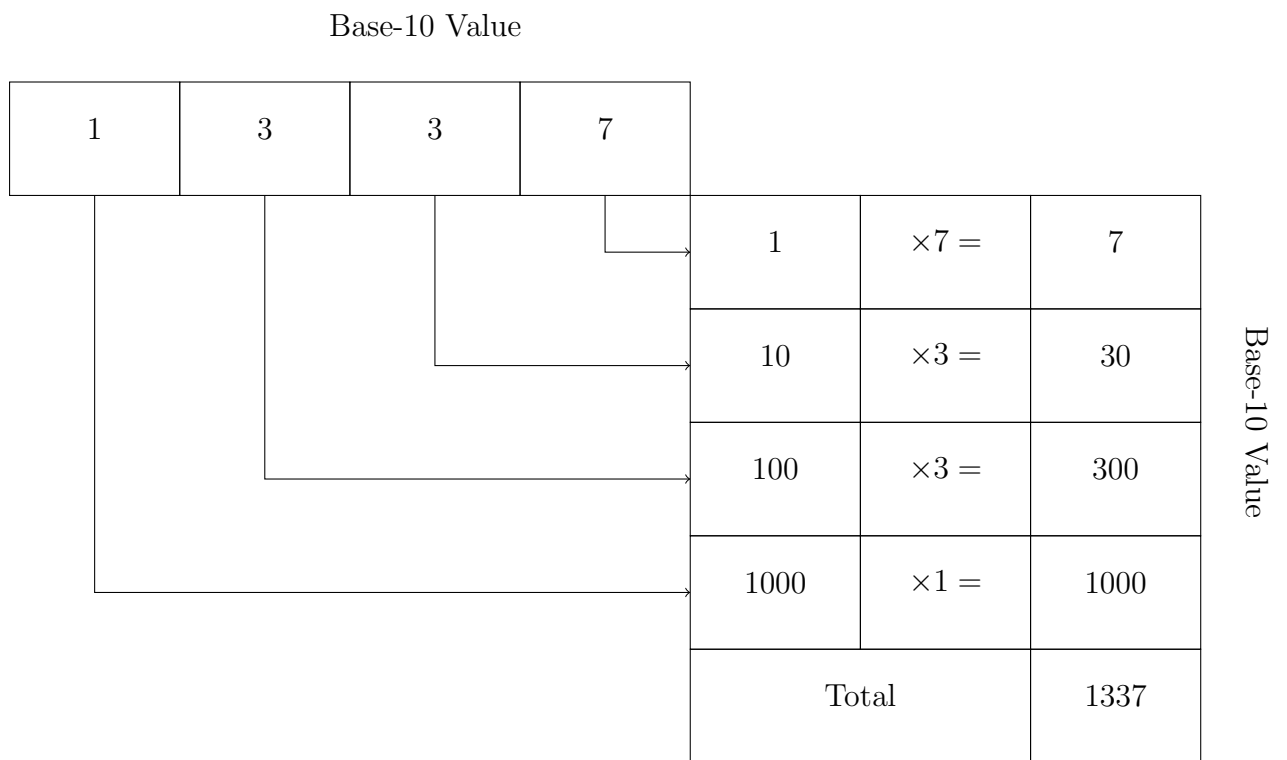 Base-10 Value
1 3 3 7
1 ×7 = 7
10 ×3 = 30
100 ×3 = 300
1000 ×1 = 1000
Total 1337
Base-10 Value